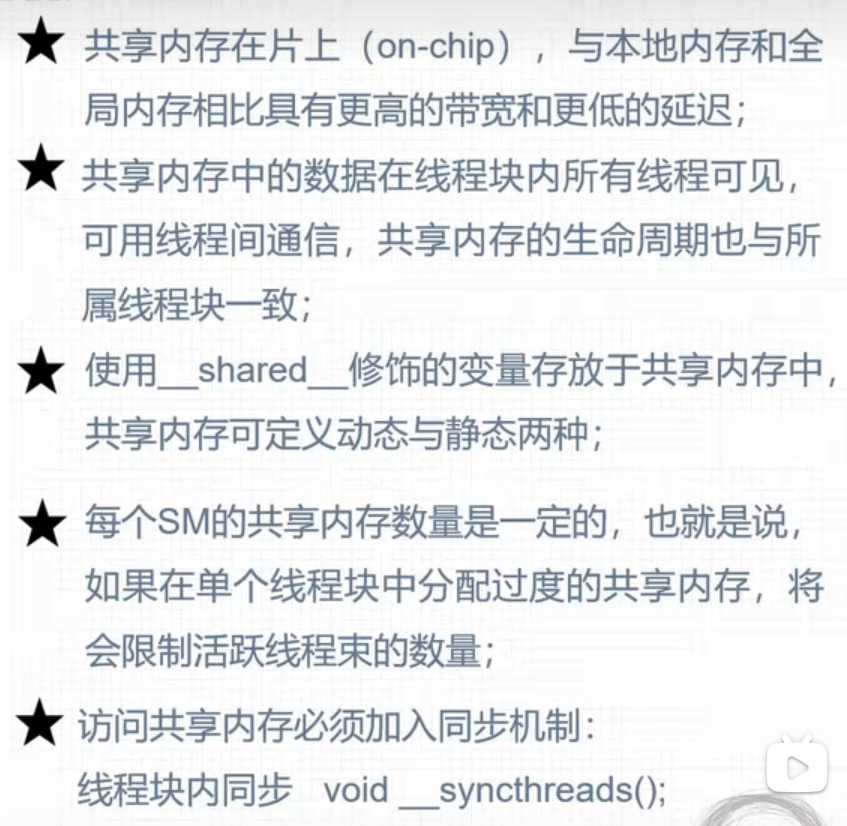 ★ 共享内存在片上（on-chip），与本地内存和全
局内存相比具有更高的带宽和更低的延迟；
★ 共享内存中的数据在线程块内所有线程可见，
可用线程间通信，共享内存的生命周期也与所
属线程块一致；
★ 使用__shared__修饰的变量存放于共享内存中，
共享内存可定义动态与静态两种；
★ 每个SM的共享内存数量是一定的，也就是说，
如果在单个线程块中分配过度的共享内存，将
会限制活跃线程束的数量；
★ 访问共享内存必须加入同步机制：
线程块内同步 void __syncthreads();